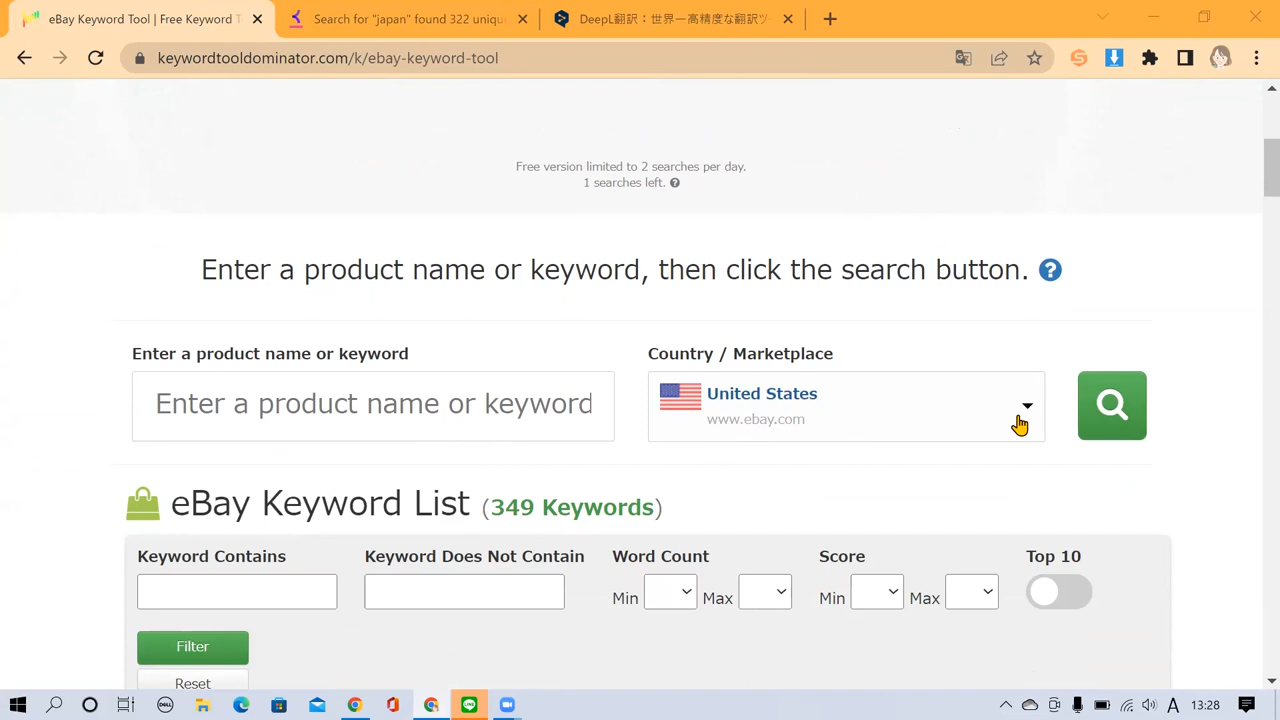 eBay Keyword Tool | Free Keyword T
Search for "japan" found 322 uniqu
DeepL翻訳：世界一高精度な翻訳ツ
keywordtooldominator.com/k/ebay-keyword-tool
Free version limited to 2 searches per day.
1 searches left.
Enter a product name or keyword, then click the search button.
Enter a product name or keyword
Country / Marketplace
Enter a product name or keyword
United States
www.ebay.com
eBay Keyword List (349 Keywords)
Keyword Contains
Keyword Does Not Contain
Word Count
Score
Top 10
Min
Max
Min
Max
Filter
Reset
A
13:28